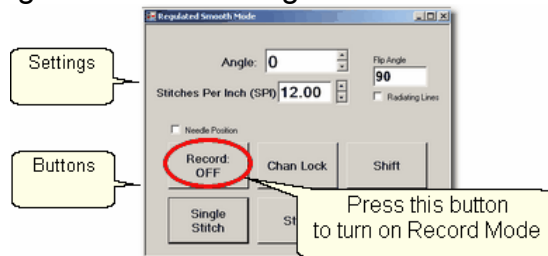 Regulated Smooth Mode
Settings
Angle: 0
Flip Angle
90
Stitches Per Inch (SPI) 12.00
Radiating Lines
Needle Position
Buttons
Record: OFF
Chan Lock
Shift
Single Stitch
St
Press this button
to turn on Record Mode